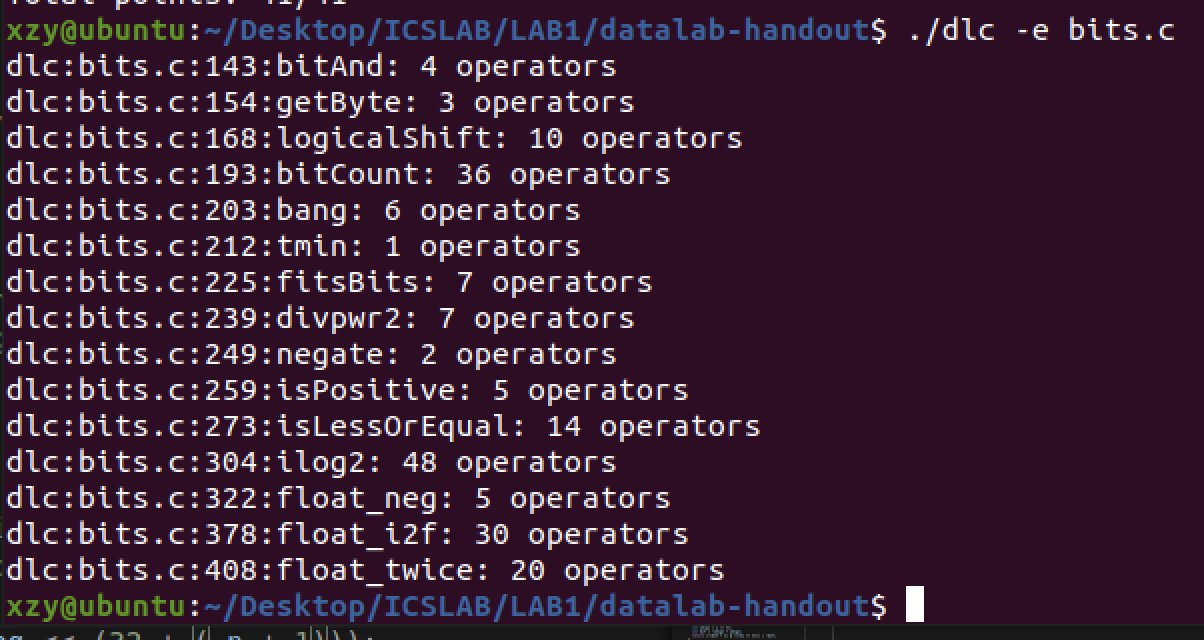 Total points: 41/41
xzy@ubuntu:~/Desktop/ICSLAB/LAB1/datalab-handout$ ./dlc -e bits.c
dlc:bits.c:143:bitAnd: 4 operators
dlc:bits.c:154:getByte: 3 operators
dlc:bits.c:168:logicalShift: 10 operators
dlc:bits.c:193:bitCount: 36 operators
dlc:bits.c:203:bang: 6 operators
dlc:bits.c:212:tmin: 1 operators
dlc:bits.c:225:fitsBits: 7 operators
dlc:bits.c:239:divpwr2: 7 operators
dlc:bits.c:249:negate: 2 operators
dlc:bits.c:259:isPositive: 5 operators
dlc:bits.c:273:isLessOrEqual: 14 operators
dlc:bits.c:304:ilog2: 48 operators
dlc:bits.c:322:float_neg: 5 operators
dlc:bits.c:378:float_i2f: 30 operators
dlc:bits.c:408:float_twice: 20 operators
xzy@ubuntu:~/Desktop/ICSLAB/LAB1/datalab-handout$